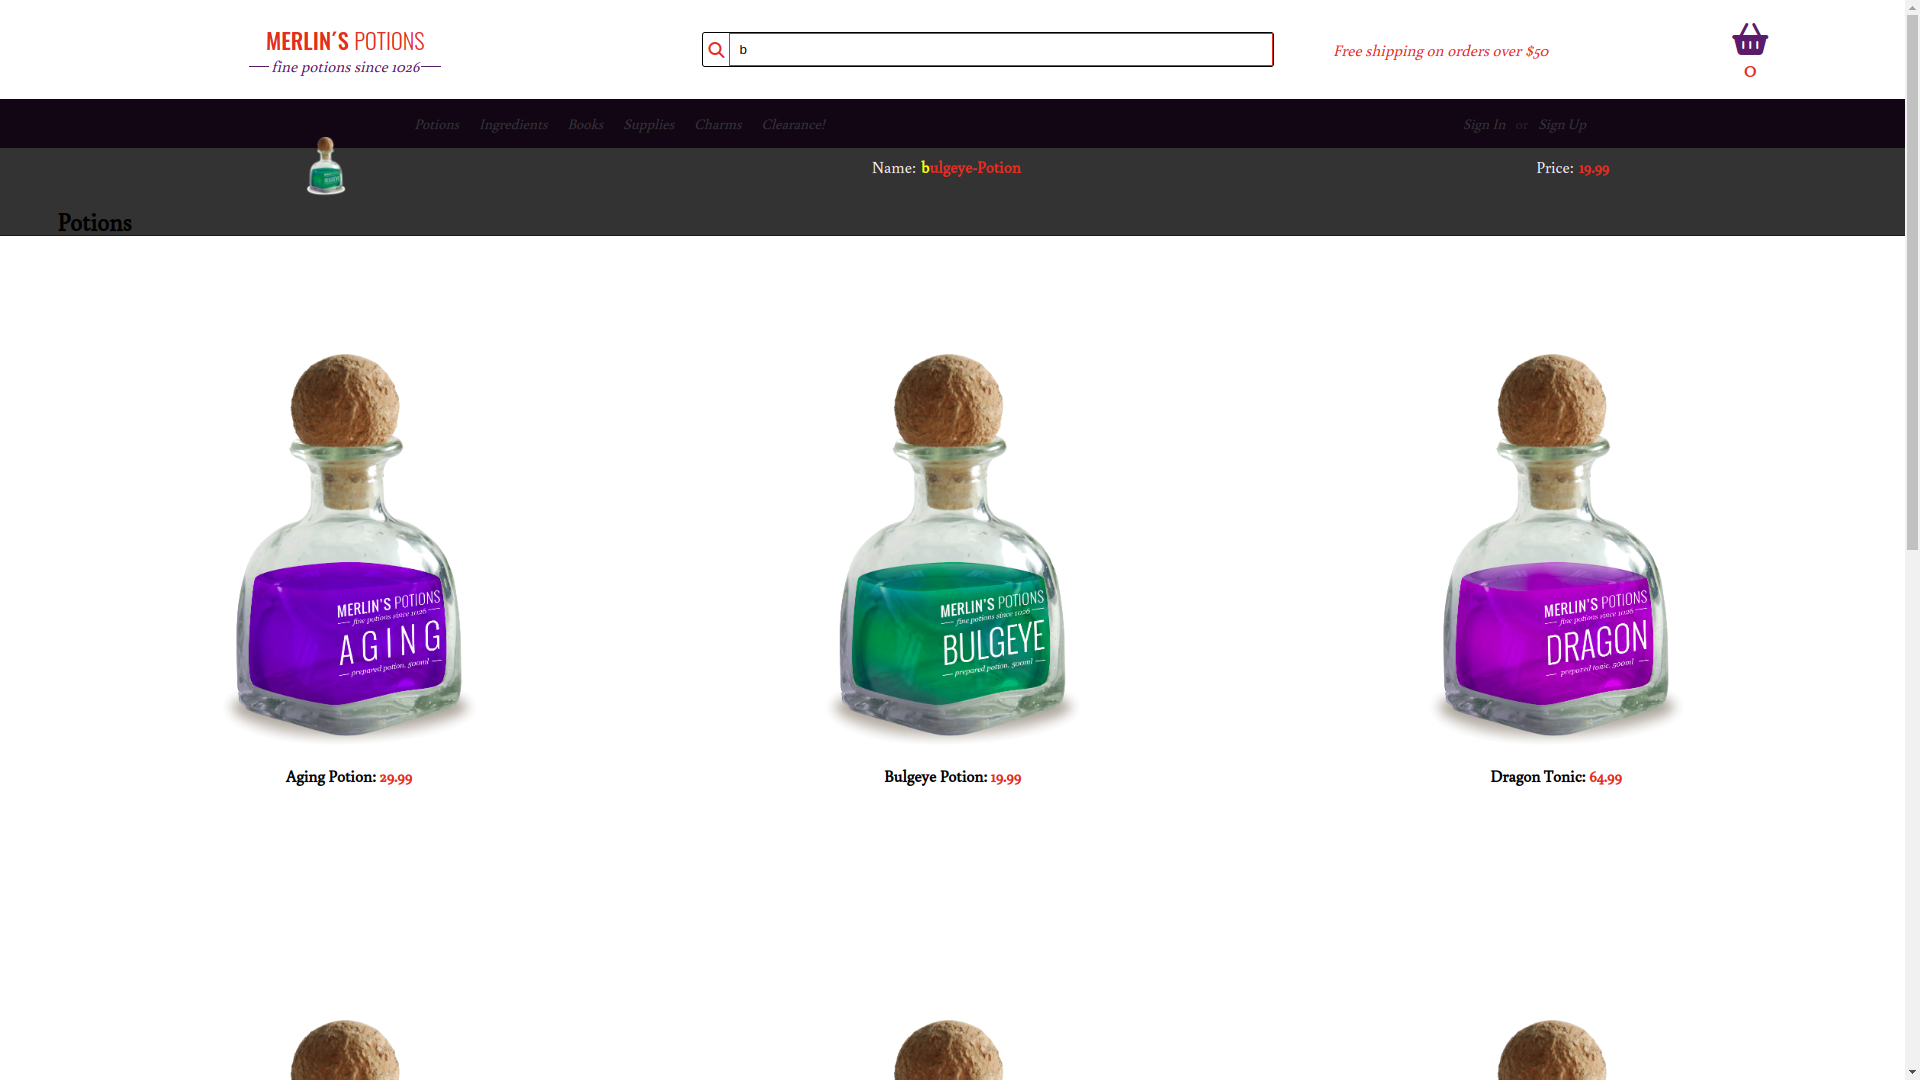 MERLIN´S POTIONS
fine potions since 1026
b
Free shipping on orders over $50
0
Potions Ingredients Books Supplies Charms Clearance!
Sign In or Sign Up
Name: bulgeye-Potion
Price: 19.99
Potions
MERLIN'S POTIONS
fine potions since 1026
AGING
prepared potion, 500ml
MERLIN'S POTIONS
fine potions since 1026
BULGEYE
prepared potion, 500ml
MERLIN'S POTIONS
fine potions since 1026
DRAGON
prepared tonic, 500ml
Aging Potion: 29.99
Bulgeye Potion: 19.99
Dragon Tonic: 64.99